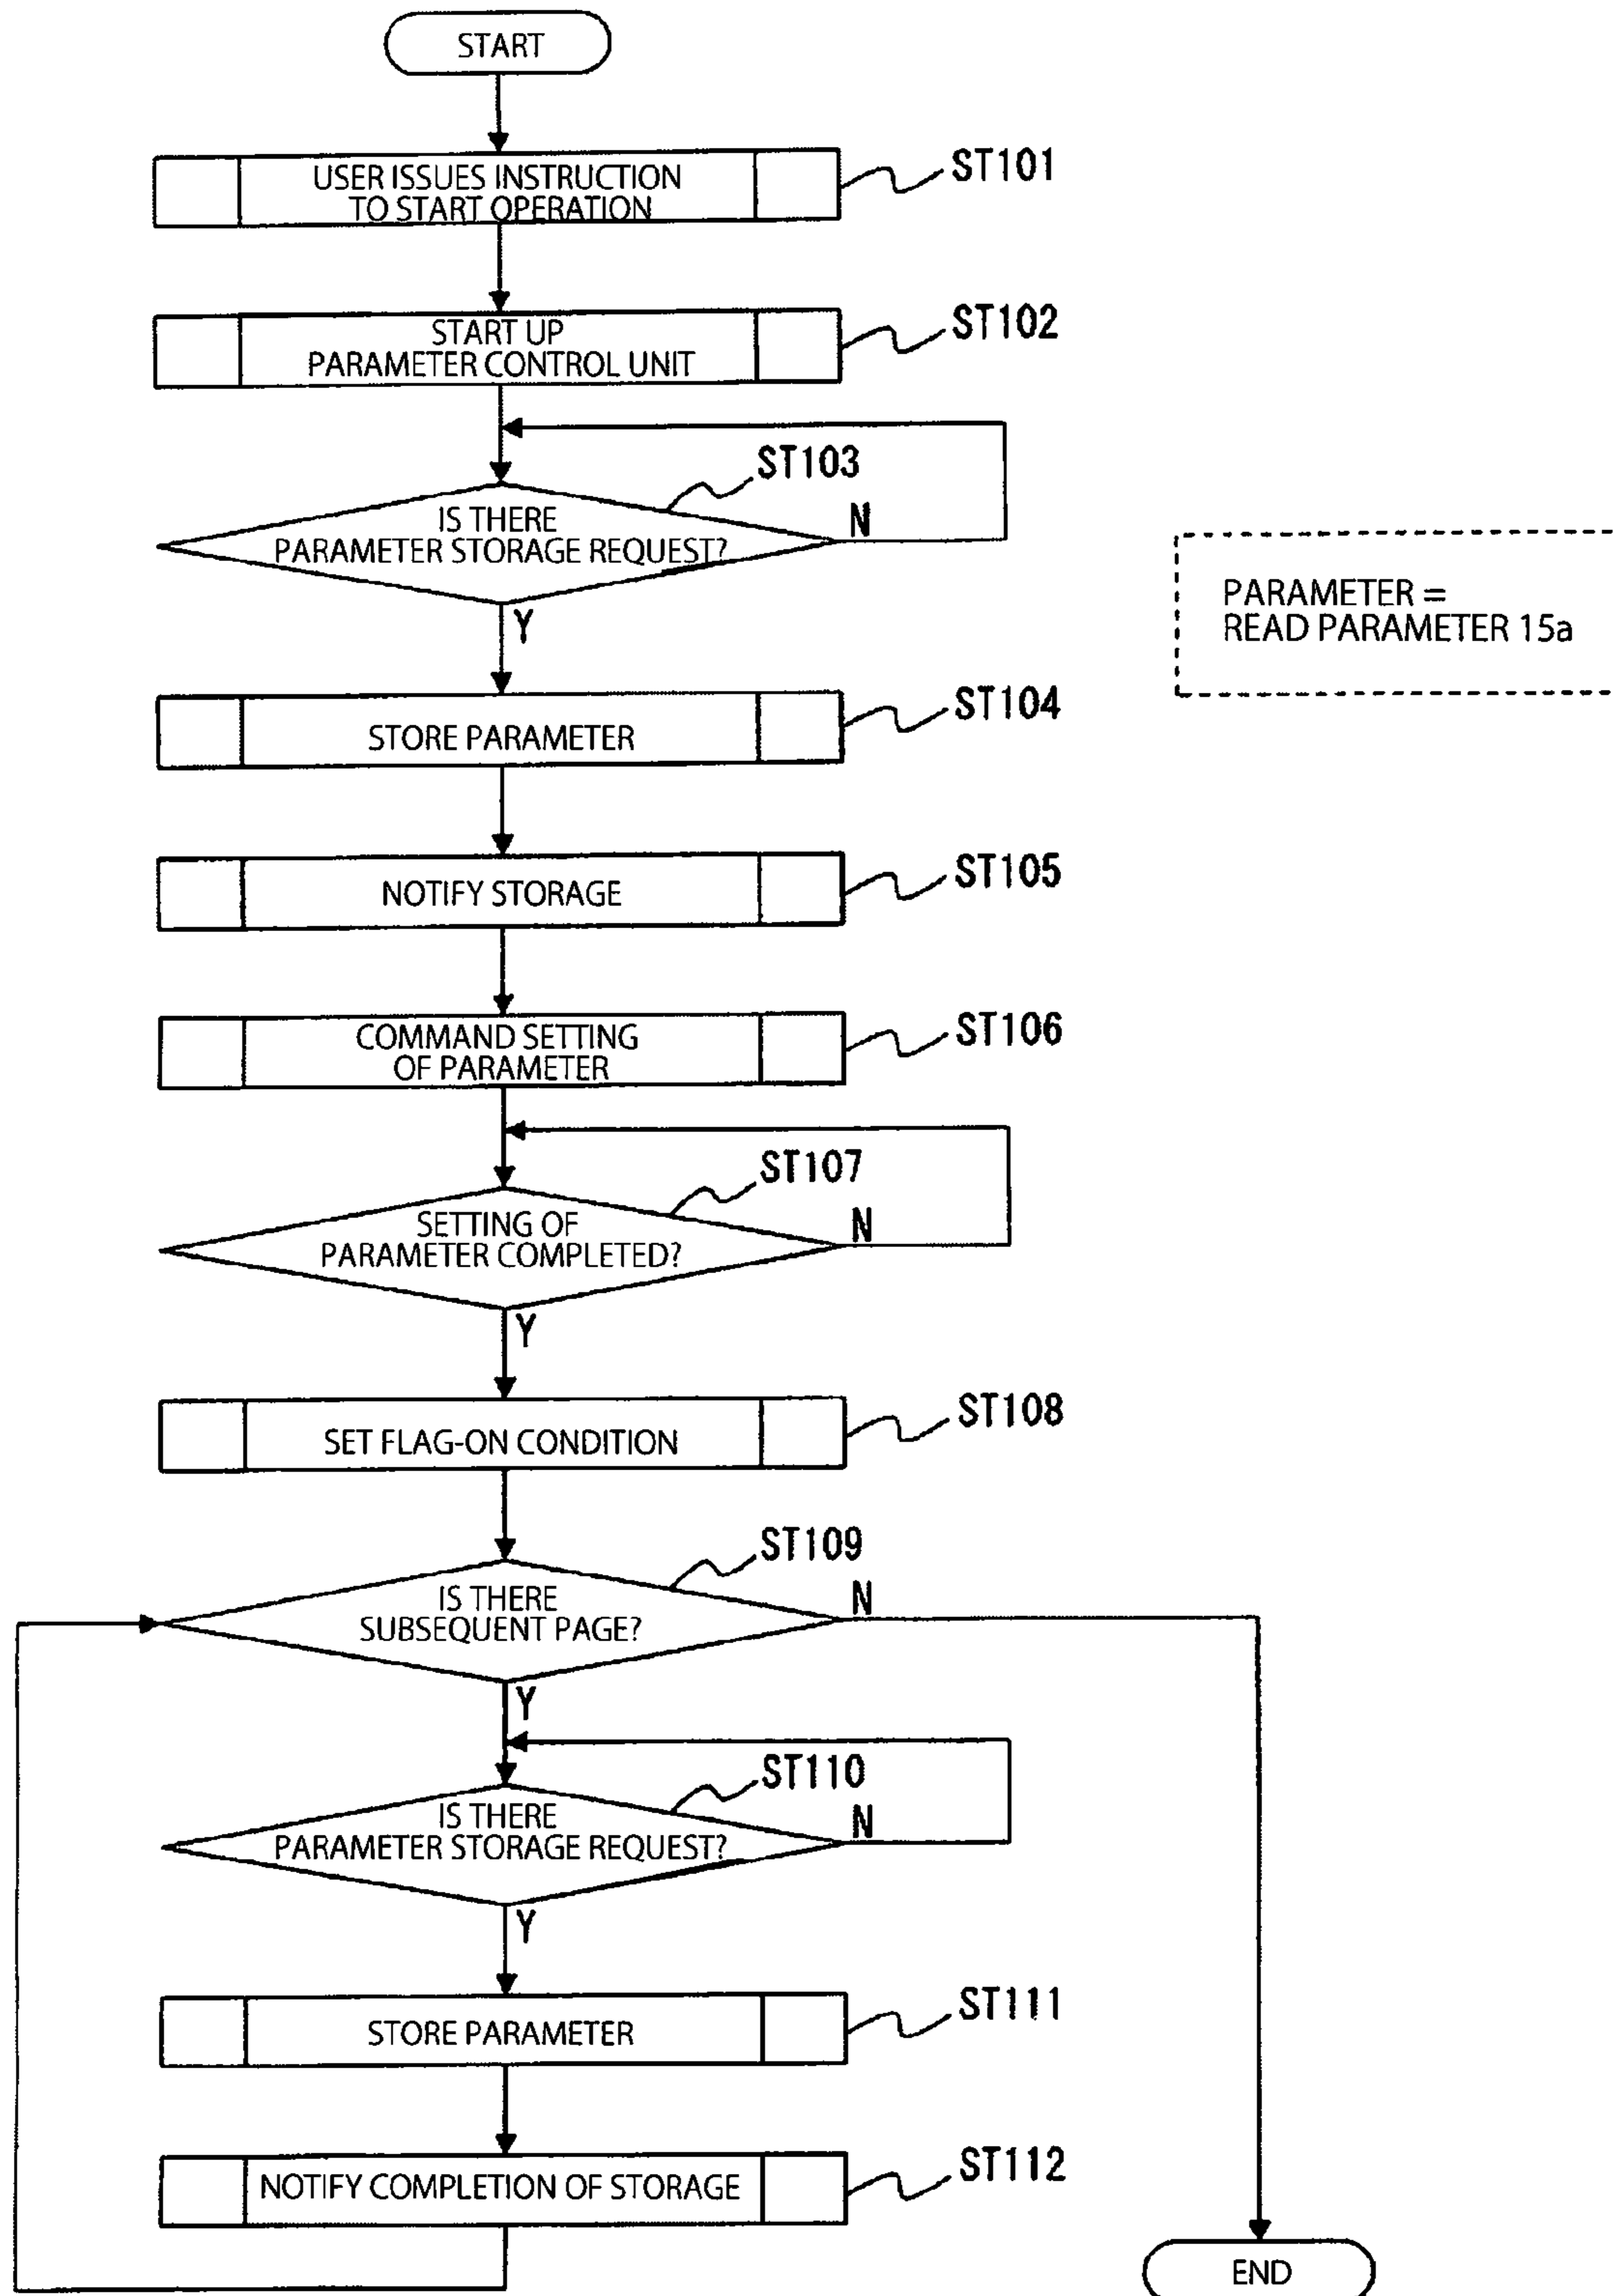 START
USER ISSUES INSTRUCTION
TO START OPERATION
ST101
START UP
PARAMETER CONTROL UNIT
ST102
ST103
IS THERE
PARAMETER STORAGE REQUEST?
N
Y
PARAMETER =
READ PARAMETER 15a
STORE PARAMETER
ST104
NOTIFY STORAGE
ST105
COMMAND SETTING
OF PARAMETER
ST106
ST107
SETTING OF
PARAMETER COMPLETED?
N
Y
SET FLAG-ON CONDITION
ST108
ST109
IS THERE
SUBSEQUENT PAGE?
N
Y
ST110
IS THERE
PARAMETER STORAGE REQUEST?
N
Y
STORE PARAMETER
ST111
NOTIFY COMPLETION OF STORAGE
ST112
END